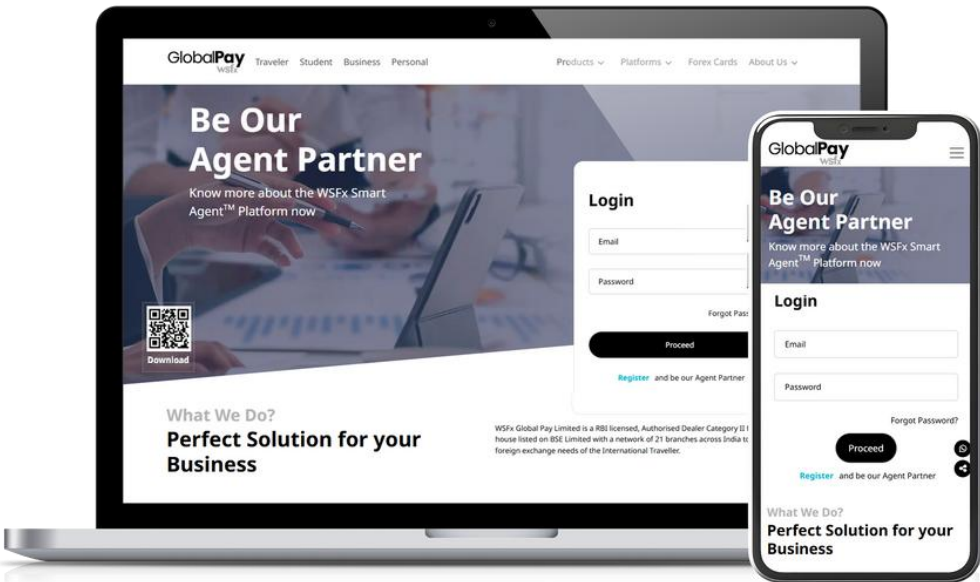 GlobalPay
WSFx
Traveler Student Business Personal
Products Platforms Forex Cards About Us
Be Our
Agent Partner
Know more about the WSFx Smart
Agent™ Platform now
Download
Login
Email
Password
Forgot Pass
Proceed
Register and be our Agent Partner
What We Do?
Perfect Solution for your
Business
WSFx Global Pay Limited is a RBI licensed, Authorised Dealer Category II
house listed on BSE Limited with a network of 21 branches across India to
foreign exchange needs of the International Traveller.
GlobalPay
WSFx
Be Our
Agent Partner
Know more about the WSFx Smart
Agent™ Platform now
Login
Email
Password
Forgot Password?
Proceed
Register and be our Agent Partner
What We Do?
Perfect Solution for your
Business